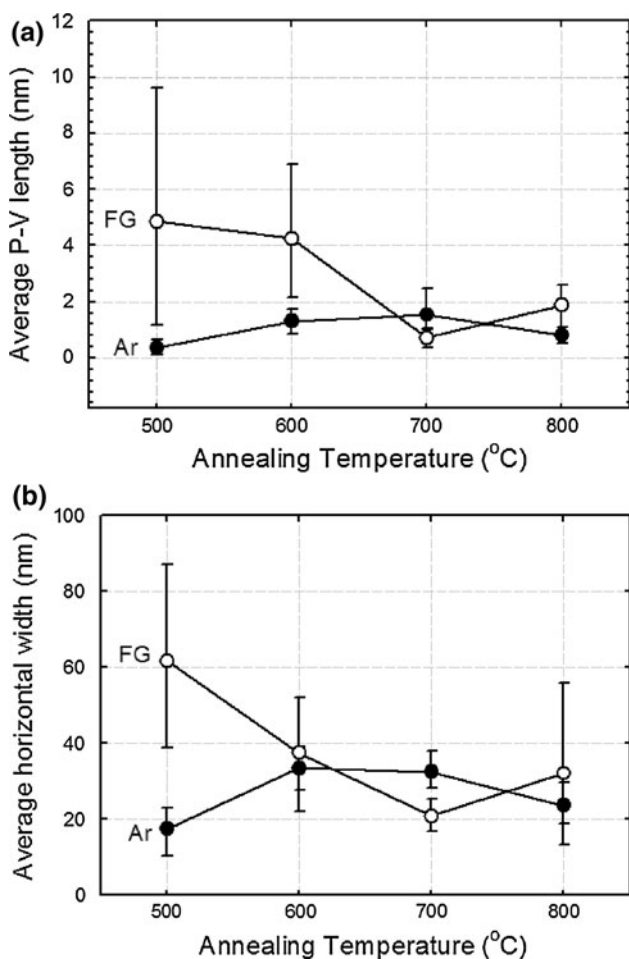 (a)
12
10
8
6
4
2
0
Average P-V length (nm)
FG
Ar
500 600 700 800
Annealing Temperature (°C)
(b)
100
80
60
40
20
0
Average horizontal width (nm)
FG
Ar
500 600 700 800
Annealing Temperature (°C)